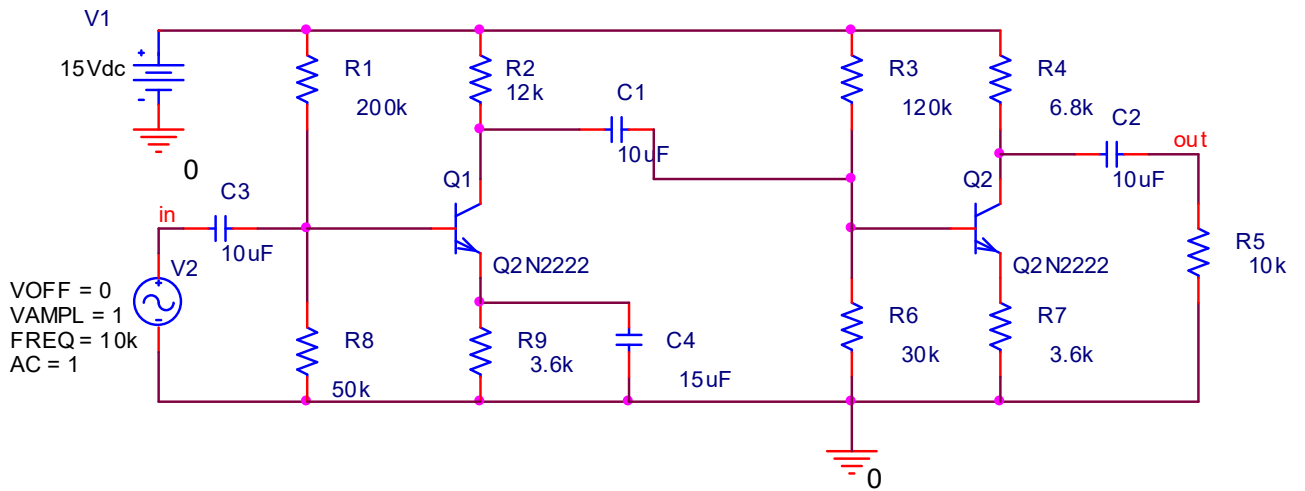 V1
15Vdc
0
R1
200k
R2
12k
C1
10uF
R3
120k
R4
6.8k
C2
10uF
out
R5
10k
in
C3
10uF
V2
VOFF = 0
VAMPL = 1
FREQ = 10k
AC = 1
Q1
Q2N2222
Q2
Q2N2222
R8
50k
R9
3.6k
C4
15uF
R6
30k
R7
3.6k
0